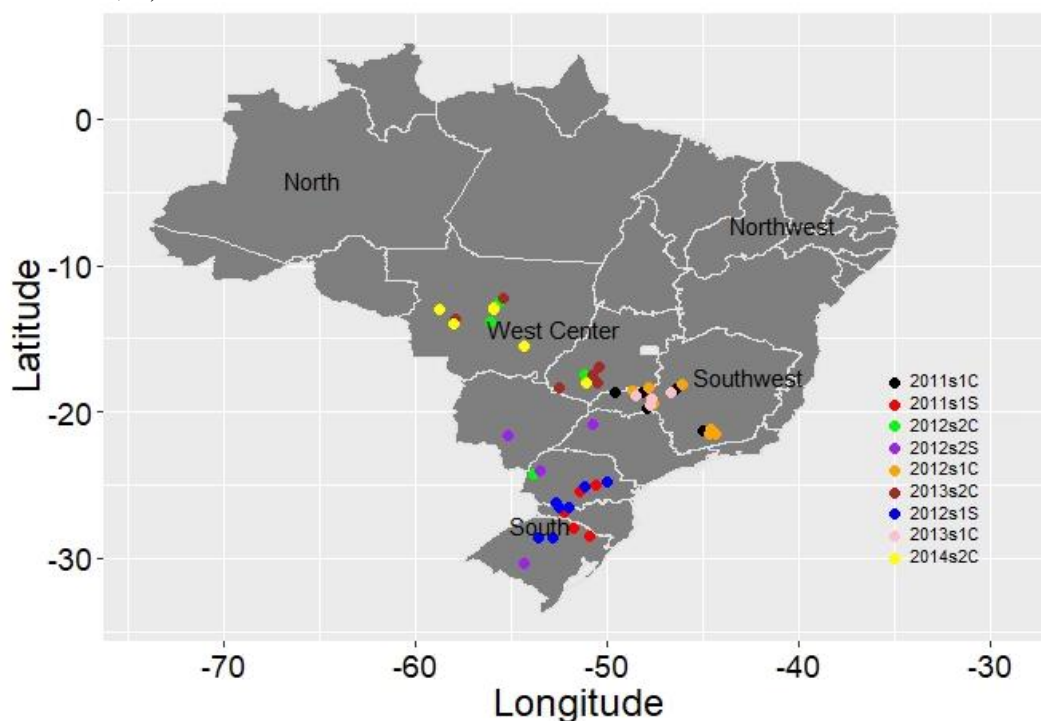 0
-10
-20
-30
Latitude
North
Northwest
West Center
Southwest
South
2011s1C
2011s1S
2012s2C
2012s2S
2012s1C
2013s2C
2012s1S
2013s1C
2014s2C
-70
-60
-50
-40
-30
Longitude